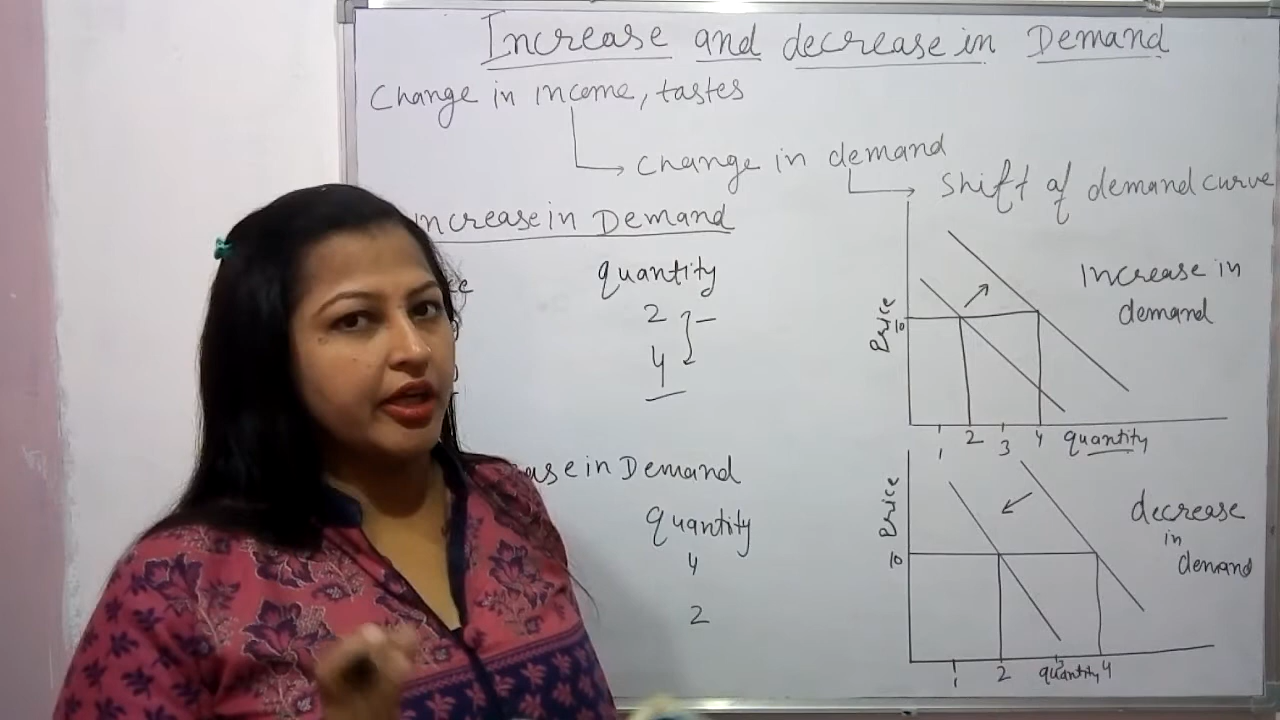 Increase and decrease in Demand
Change in income, tastes
Change in demand
Shift of demand curve
increase in Demand
quantity
2
4
in Demand
quantity
4
2
Price
10
increase in
demand
1 2 3 4 quantity
Price
10
decrease
in
demand
1 2 3 4
quantity